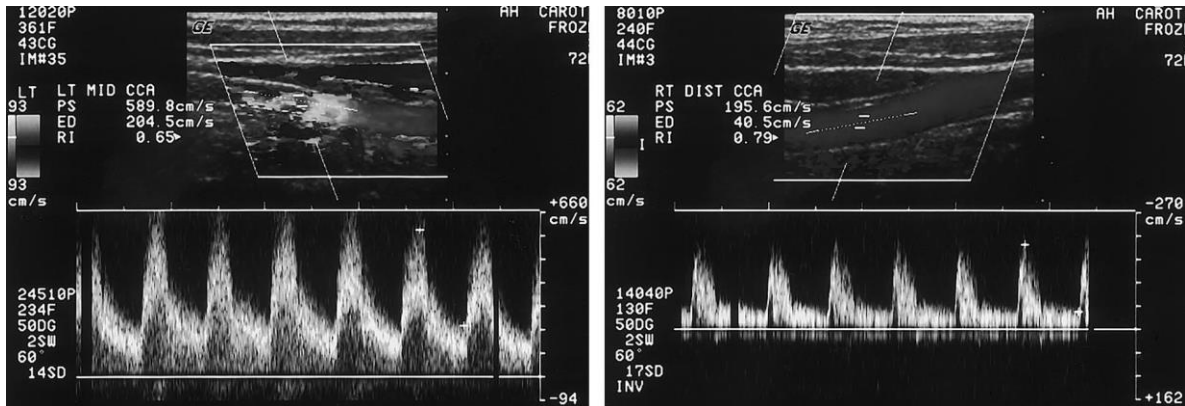 12020P
361F
43CG
IM#35
GE
AH CAROT
FROZ
72
LT
LT MID CCA
93
PS 589.8cm/s
ED 204.5cm/s
RI 0.65
93
cm/s
+660
cm/s
24510P
234F
50DG
2SW
60°
14SD
-94
8010P
240F
44CG
IM#3
GE
AH CAROT
FROZ
72
RT DIST CCA
62
PS 195.6cm/s
ED 40.5cm/s
RI 0.79
62
cm/s
-270
cm/s
14040P
130F
50DG
2SW
60°
17SD
INV
+162